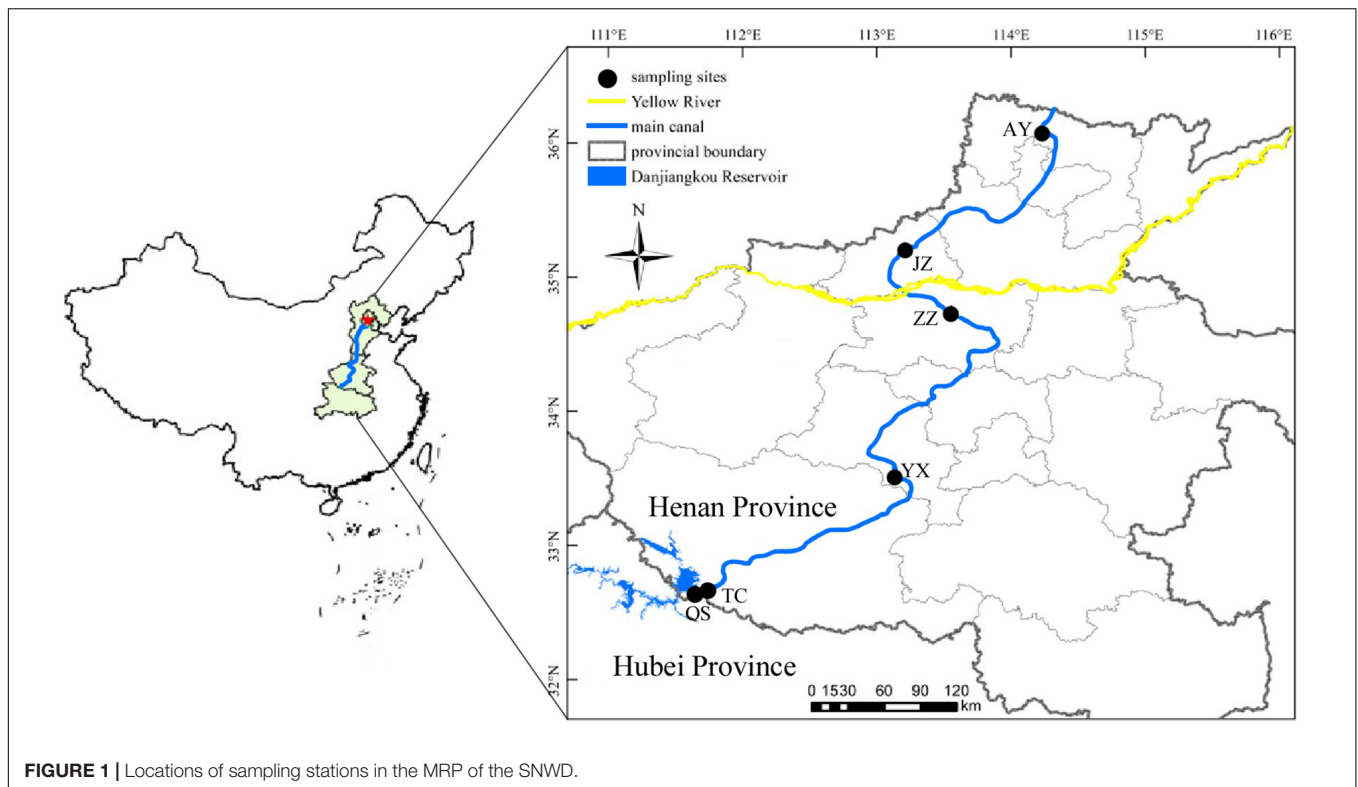 111°E 112°E 113°E 114°E 115°E 116°E
sampling sites
Yellow River
main canal
provincial boundary
Danjiangkou Reservoir
N
36°N
35°N
34°N
33°N
32°N
AY
JZ
ZZ
YX
Henan Province
TC
QS
Hubei Province
0 15 30 60 90 120
km
FIGURE 1 | Locations of sampling stations in the MRP of the SNWD.